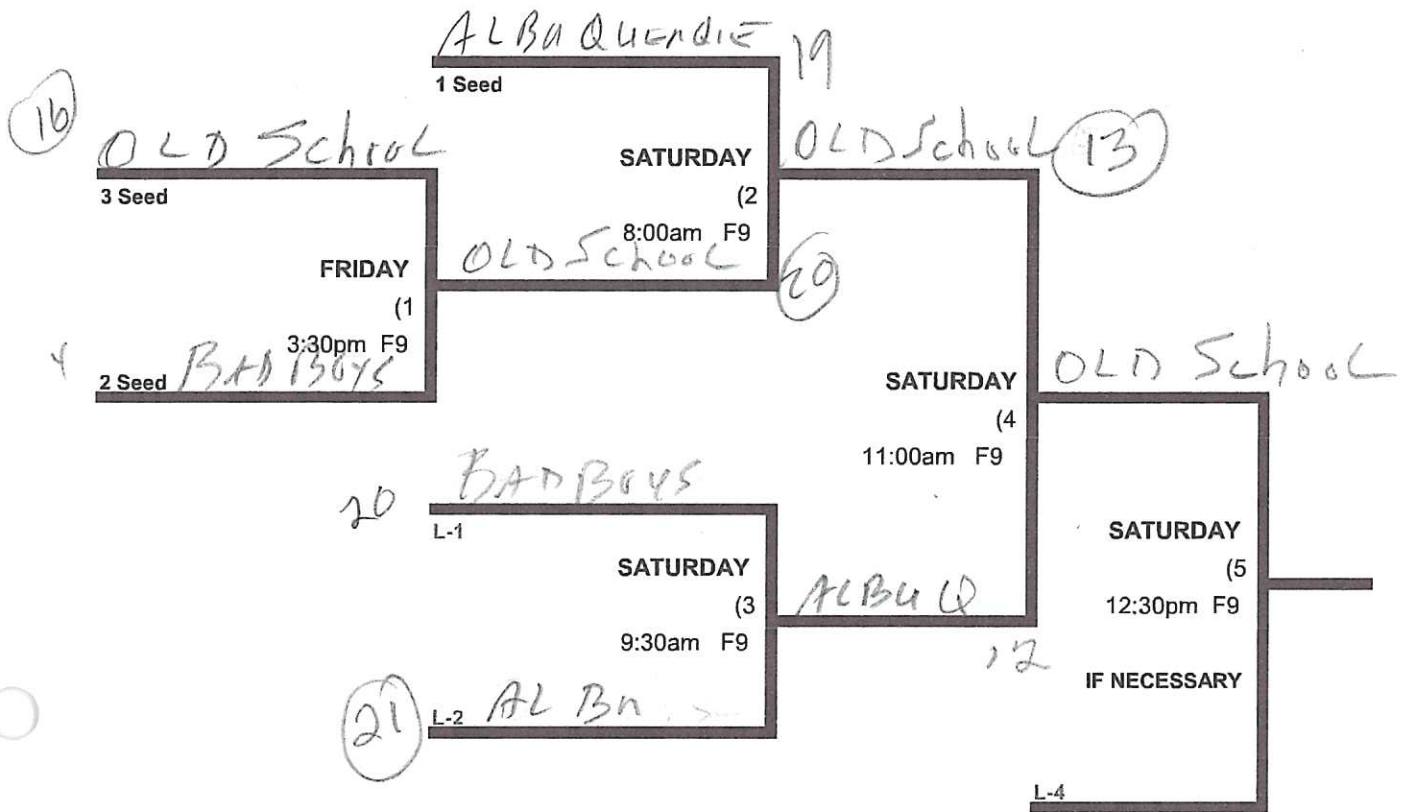 ALBUQUERQUE 19
1 Seed
16
OLD School
3 Seed
SATURDAY
(2
8:00am F9
OLD School 13
FRIDAY
(1
3:30pm F9
OLD School 20
4
2 Seed BAD BOYS
SATURDAY
(4
11:00am F9
OLD School
20 BAD BOYS
L-1
SATURDAY
(3
9:30am F9
ALBUQ
12
SATURDAY
(5
12:30pm F9
IF NECESSARY
21
L-2 ALBU
L-4